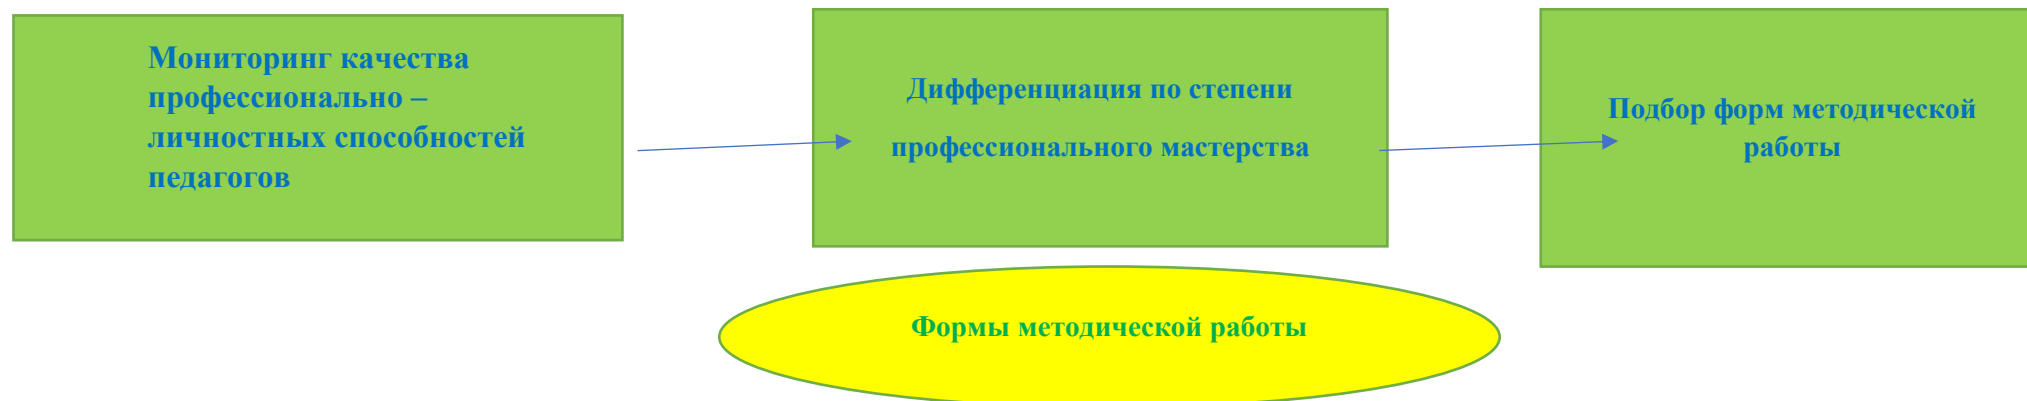 Мониторинг качества
профессионально –
личностных способностей
педагогов
Дифференциация по степени
профессионального мастерства
Подбор форм методической
работы
Формы методической работы